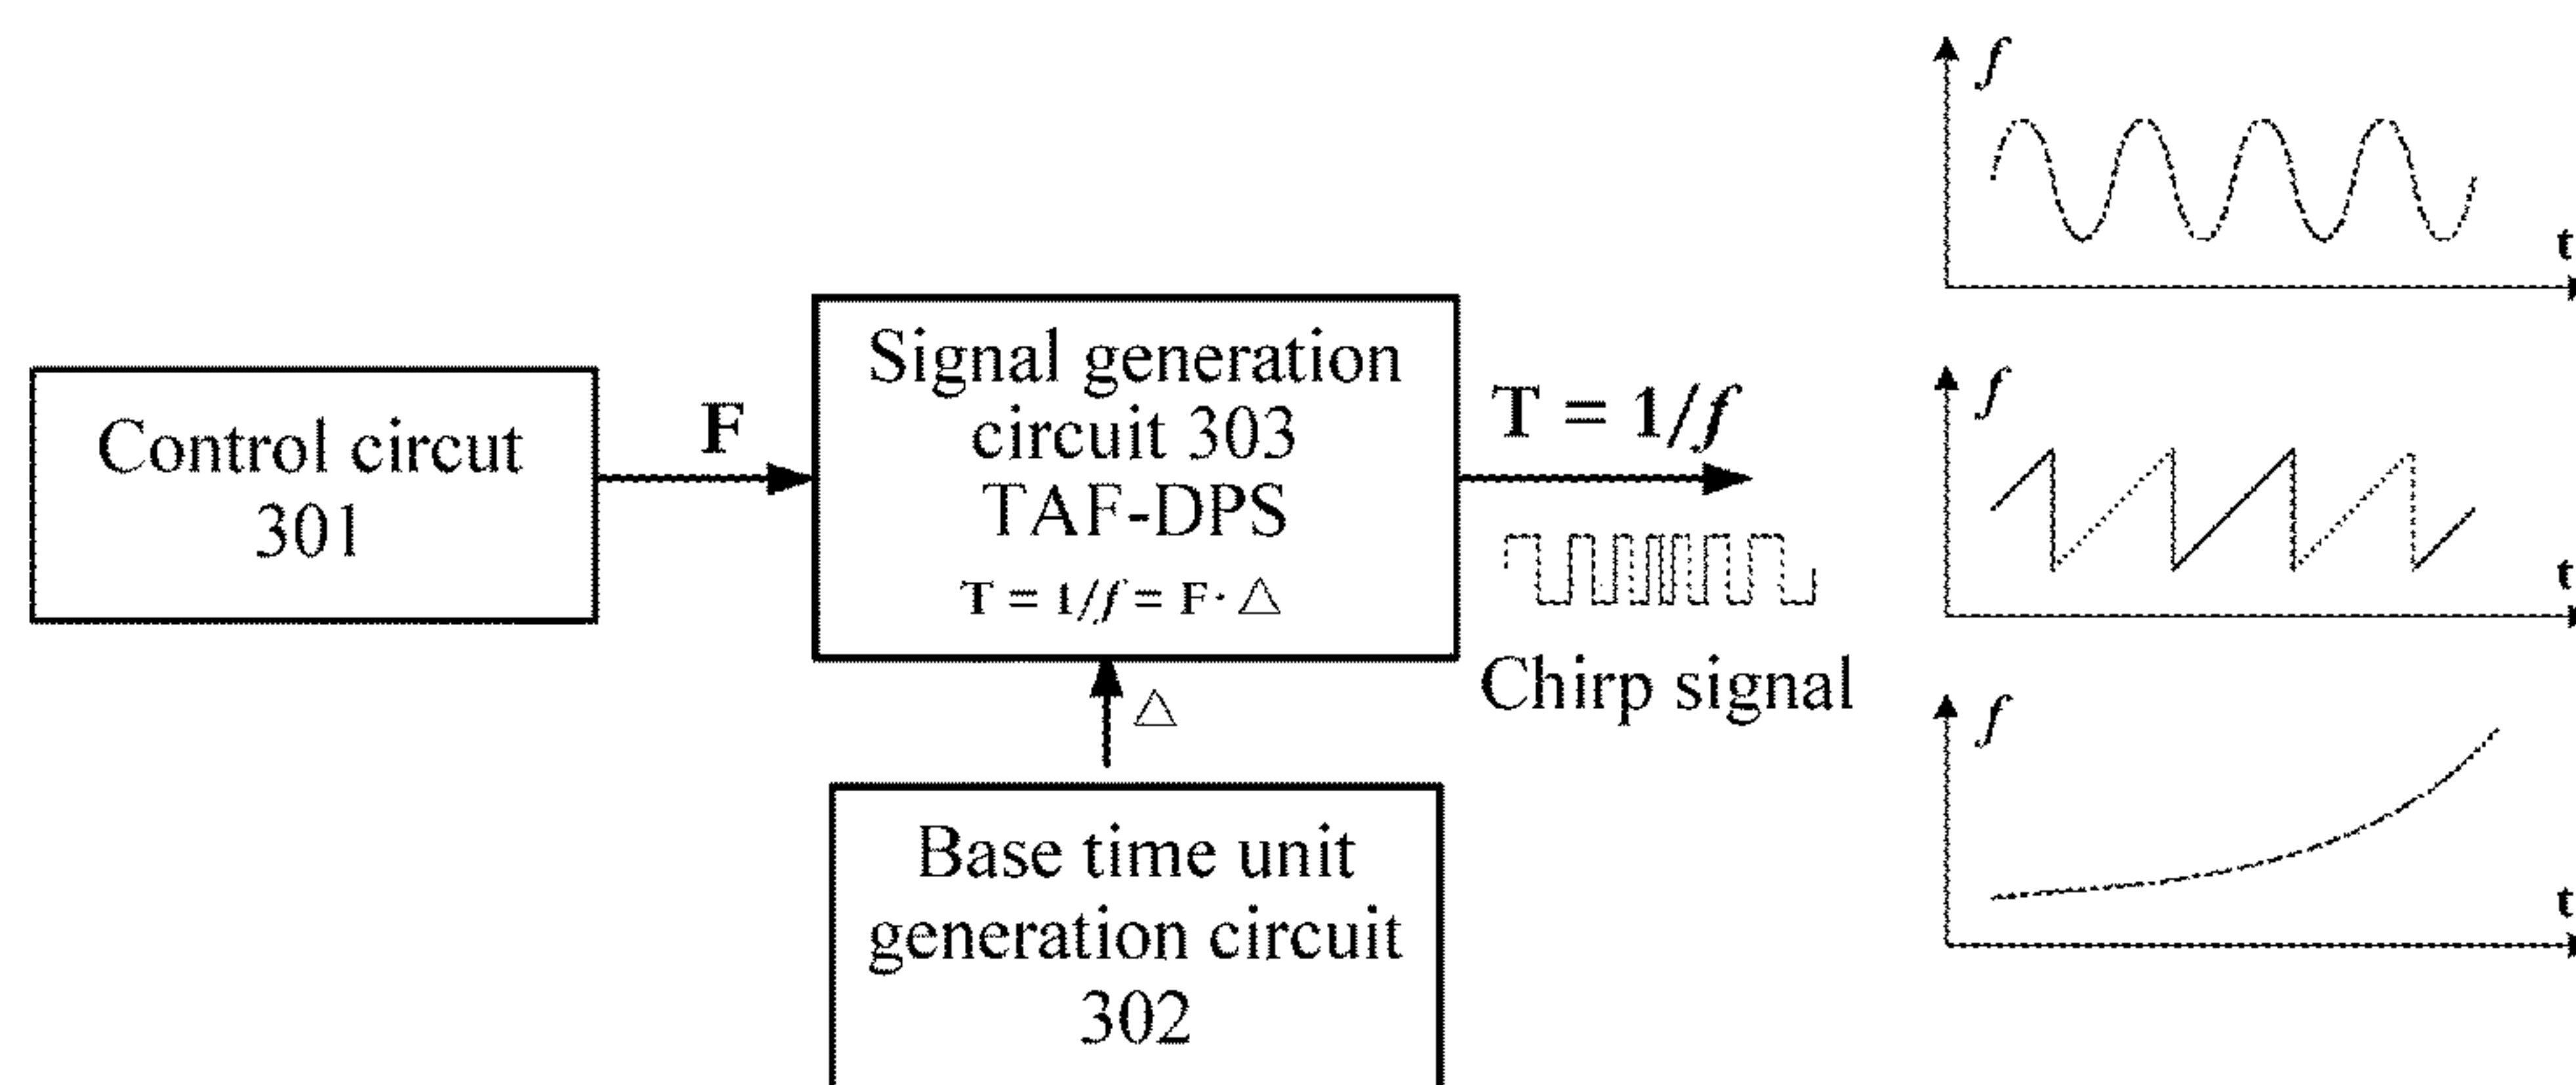 Control circut
301
F
Signal generation
circuit 303
TAF-DPS
T = 1/f = F· △
T = 1/f
Chirp signal
△
Base time unit
generation circuit
302
f
t
f
t
f
t